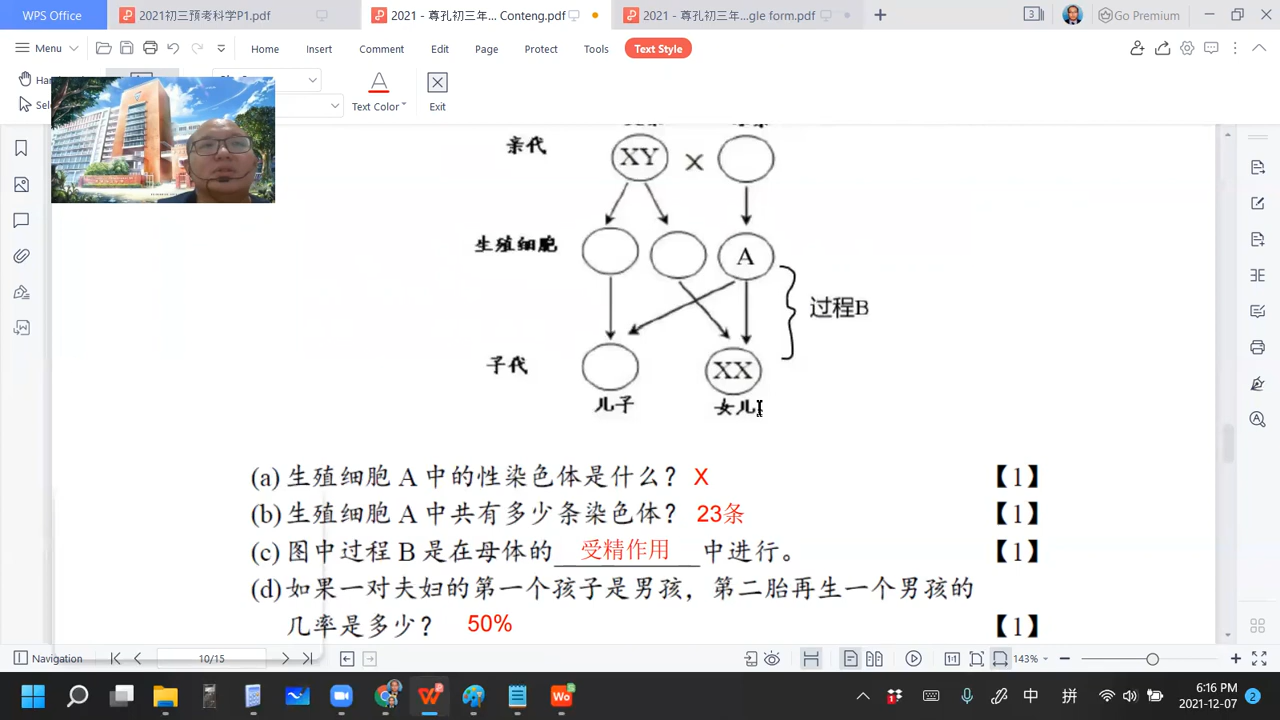 WPS Office
2021初三预考科学P1.pdf
2021 - 尊孔初三年... Conteng.pdf
2021 - 尊孔初三年...gle form.pdf
3
Go Premium
Menu
Home
Insert
Comment
Edit
Page
Protect
Tools
Text Style
Text Color
Exit
亲代
XY
×
生殖细胞
A
过程B
子代
XX
儿子
女儿
(a) 生殖细胞 A 中的性染色体是什么? X 【1】
(b) 生殖细胞 A 中共有多少条染色体? 23条 【1】
(c) 图中过程 B 是在母体的 受精作用 中进行。 【1】
(d) 如果一对夫妇的第一个孩子是男孩, 第二胎再生一个男孩的
几率是多少? 50% 【1】
Navigation
10/15
143%
中
拼
6:16 PM
2021-12-07
2